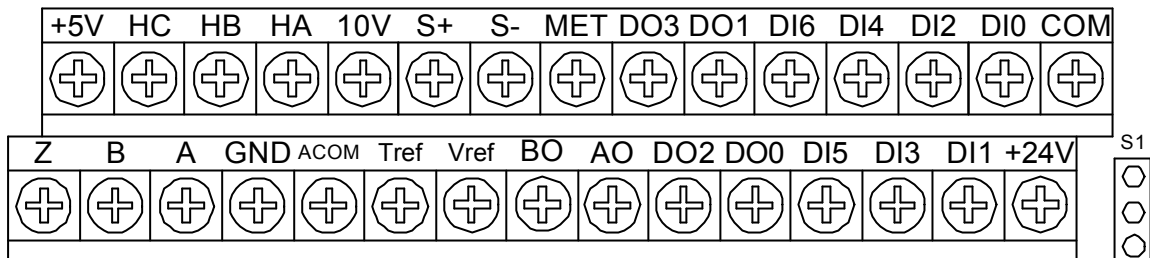 +5V HC HB HA 10V S+ S- MET DO3 DO1 DI6 DI4 DI2 DI0 COM
Z B A GND ACOM Tref Vref BO AO DO2 DO0 DI5 DI3 DI1 +24V
S1